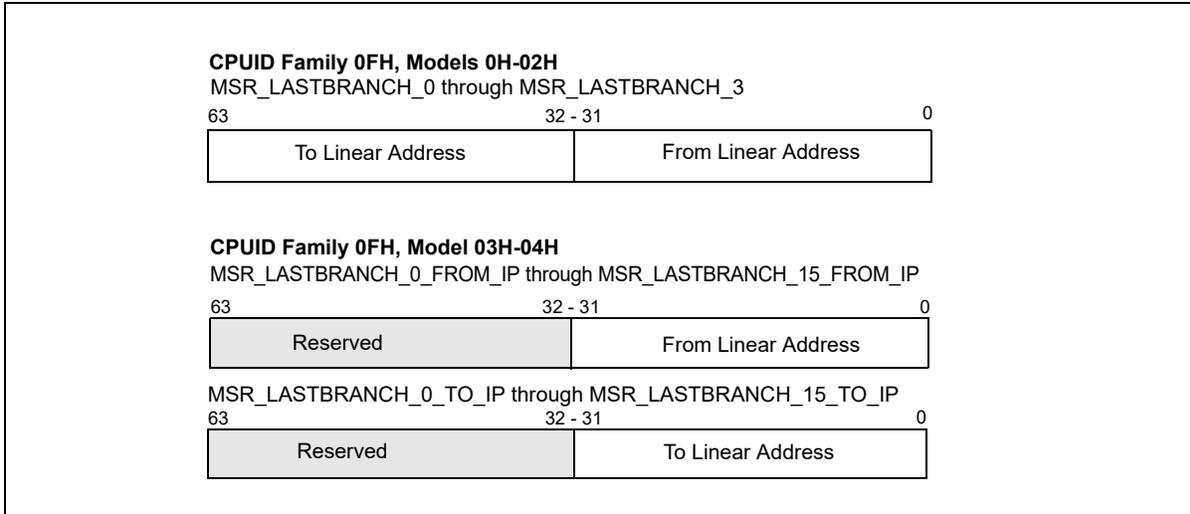 CPUID Family 0FH, Models 0H-02H
MSR_LASTBRANCH_0 through MSR_LASTBRANCH_3
63 32 - 31 0
To Linear Address From Linear Address
CPUID Family 0FH, Model 03H-04H
MSR_LASTBRANCH_0_FROM_IP through MSR_LASTBRANCH_15_FROM_IP
63 32 - 31 0
Reserved From Linear Address
MSR_LASTBRANCH_0_TO_IP through MSR_LASTBRANCH_15_TO_IP
63 32 - 31 0
Reserved To Linear Address